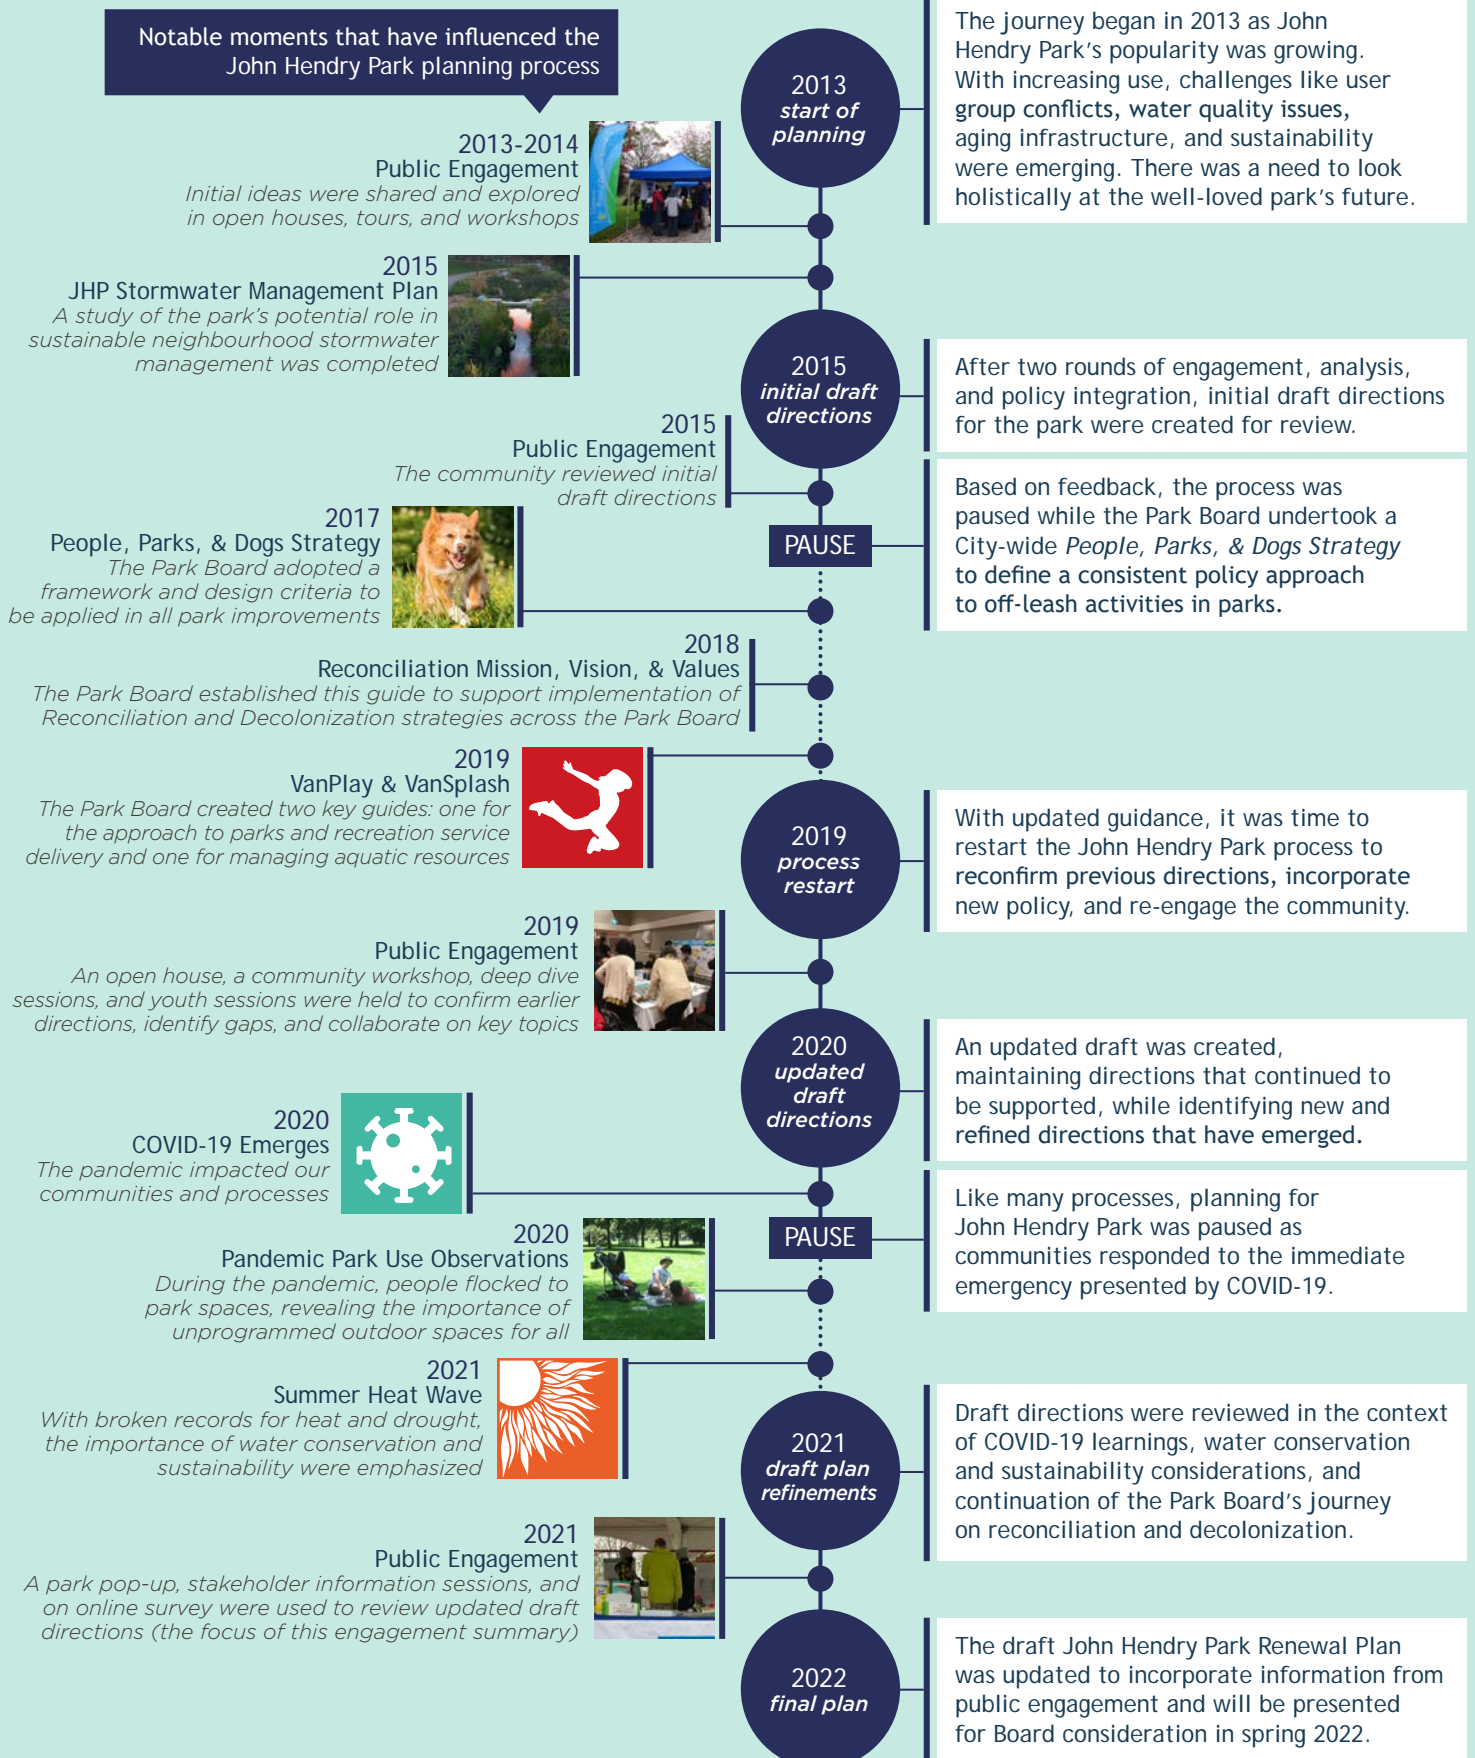 Notable moments that have influenced the
John Hendry Park planning process
2013
start of
planning
The journey began in 2013 as John
Hendry Park's popularity was growing.
With increasing use, challenges like user
group conflicts, water quality issues,
aging infrastructure, and sustainability
were emerging. There was a need to look
holistically at the well-loved park's future.
2013-2014
Public Engagement
Initial ideas were shared and explored
in open houses, tours, and workshops
2015
JHP Stormwater Management Plan
A study of the park's potential role in
sustainable neighbourhood stormwater
management was completed
2015
initial draft
directions
After two rounds of engagement, analysis,
and policy integration, initial draft directions
for the park were created for review.
2015
Public Engagement
The community reviewed initial
draft directions
PAUSE
Based on feedback, the process was
paused while the Park Board undertook a
City-wide People, Parks, & Dogs Strategy
to define a consistent policy approach
to off-leash activities in parks.
2017
People, Parks, & Dogs Strategy
The Park Board adopted a
framework and design criteria to
be applied in all park improvements
2018
Reconciliation Mission, Vision, & Values
The Park Board established this guide to support implementation of
Reconciliation and Decolonization strategies across the Park Board
2019
VanPlay & VanSplash
The Park Board created two key guides: one for
the approach to parks and recreation service
delivery and one for managing aquatic resources
2019
process
restart
With updated guidance, it was time to
restart the John Hendry Park process to
reconfirm previous directions, incorporate
new policy, and re-engage the community.
2019
Public Engagement
An open house, a community workshop, deep dive
sessions, and youth sessions were held to confirm earlier
directions, identify gaps, and collaborate on key topics
2020
updated
draft
directions
An updated draft was created,
maintaining directions that continued to
be supported, while identifying new and
refined directions that have emerged.
2020
COVID-19 Emerges
The pandemic impacted our
communities and processes
PAUSE
Like many processes, planning for
John Hendry Park was paused as
communities responded to the immediate
emergency presented by COVID-19.
2020
Pandemic Park Use Observations
During the pandemic, people flocked to
park spaces, revealing the importance of
unprogrammed outdoor spaces for all
2021
Summer Heat Wave
With broken records for heat and drought,
the importance of water conservation and
sustainability were emphasized
2021
draft plan
refinements
Draft directions were reviewed in the context
of COVID-19 learnings, water conservation
and sustainability considerations, and
continuation of the Park Board's journey
on reconciliation and decolonization.
2021
Public Engagement
A park pop-up, stakeholder information sessions, and
on online survey were used to review updated draft
directions (the focus of this engagement summary)
2022
final plan
The draft John Hendry Park Renewal Plan
was updated to incorporate information from
public engagement and will be presented
for Board consideration in spring 2022.